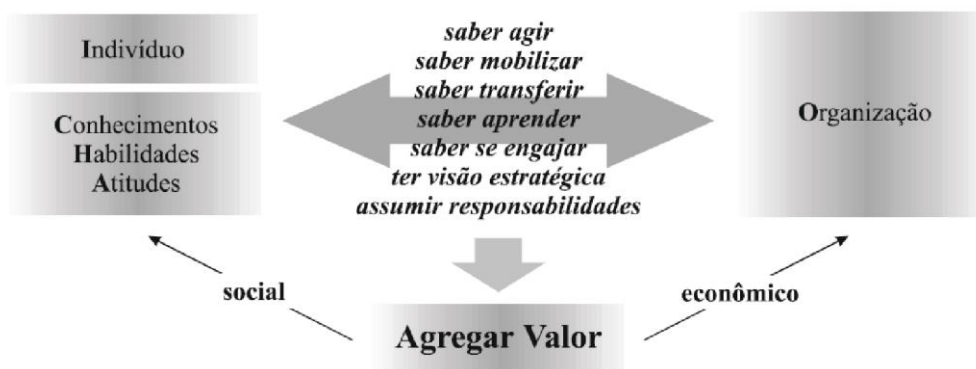 Indivíduo
Conhecimentos
Habilidades
Atitudes
saber agir
saber mobilizar
saber transferir
saber aprender
saber se engajar
ter visão estratégica
assumir responsabilidades
Organização
social
econômico
Agregar Valor